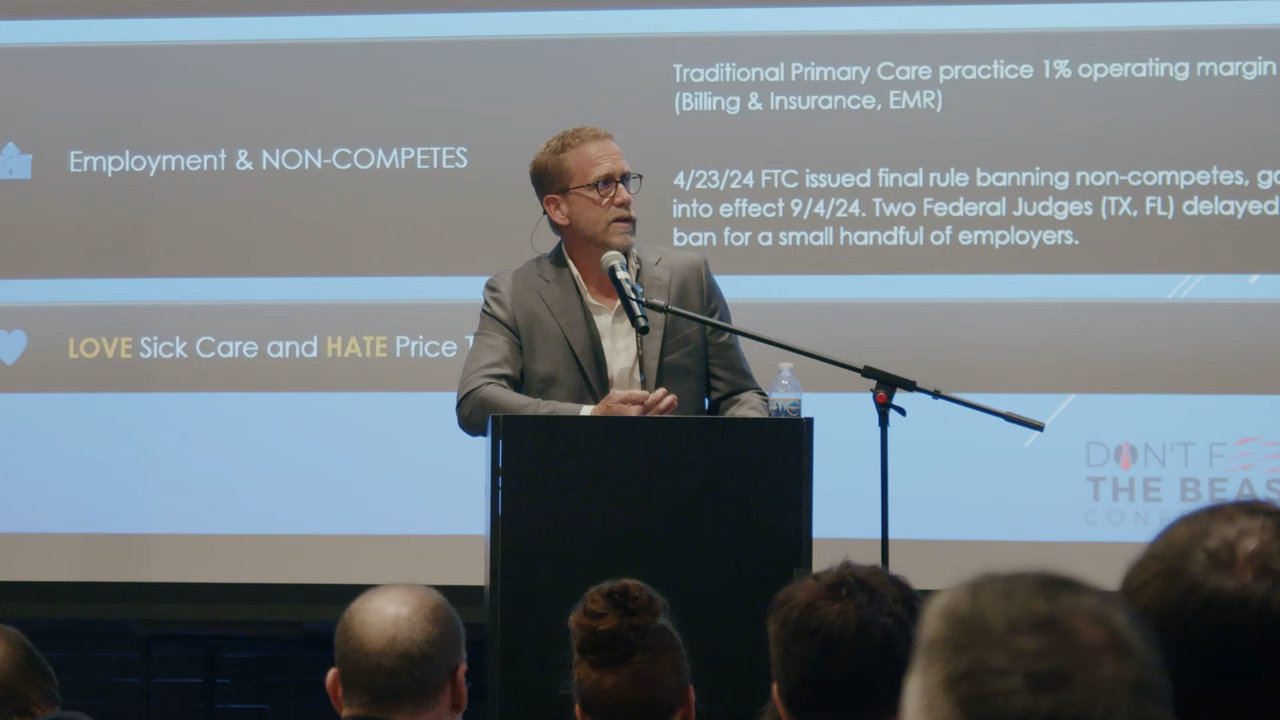 Traditional Primary Care practice 1% operating margin
(Billing & Insurance, EMR)
Employment & NON-COMPETES
4/23/24 FTC issued final rule banning non-competes,
into effect 9/4/24. Two Federal Judges (TX, FL) delayed
ban for a small handful of employers.
LOVE Sick Care and HATE Price
DON'T F
THE BEAS